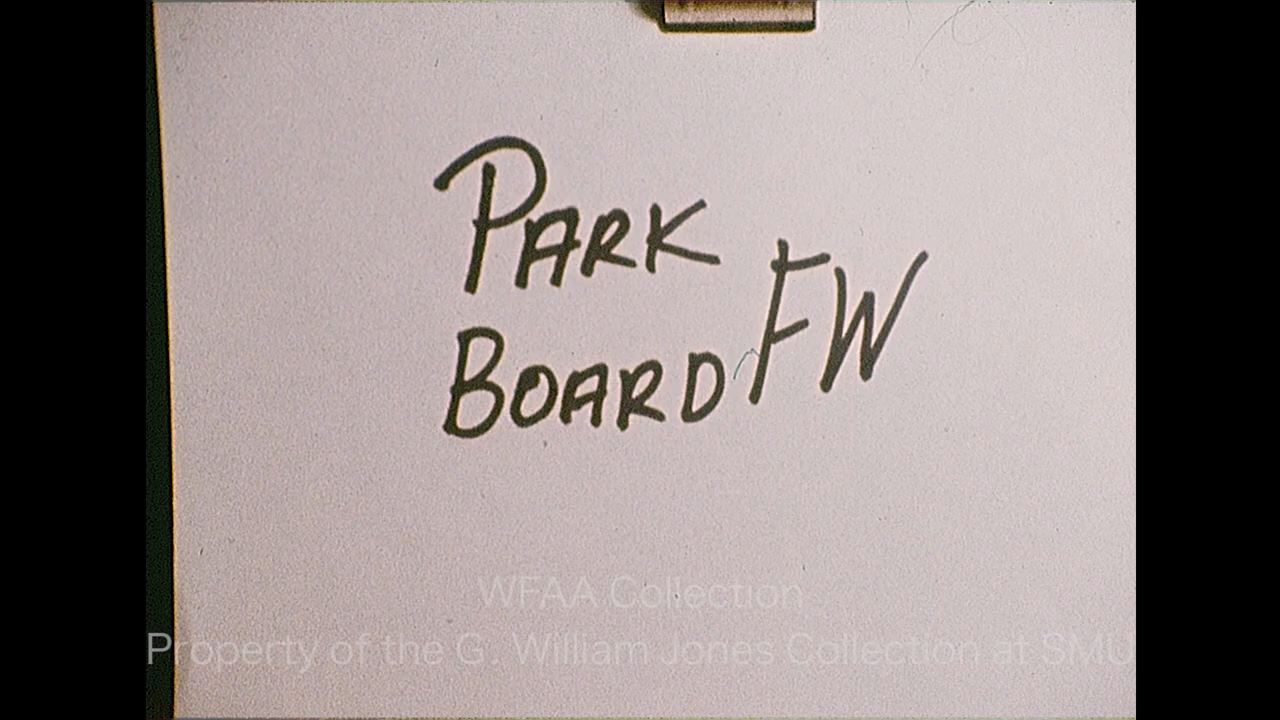 PARK
BOARD FW
WFAA Collection
Property of the G. William Jones Collection at SMU